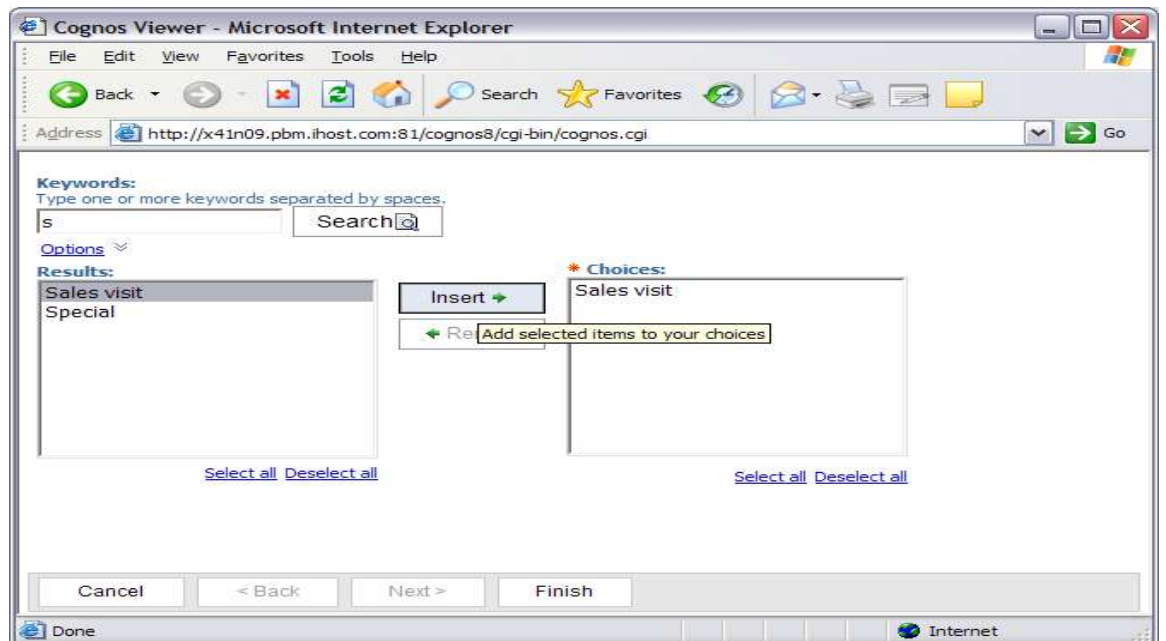 Cognos Viewer - Microsoft Internet Explorer
File Edit View Favorites Tools Help
Back Search Favorites
Address http://x41n09.pbm.ihost.com:81/cognos8/cgi-bin/cognos.cgi Go
Keywords:
Type one or more keywords separated by spaces.
s Search
Options
Results: * Choices:
Sales visit Insert Sales visit
Special
Add selected items to your choices
Select all Deselect all Select all Deselect all
Cancel < Back Next > Finish
Done Internet